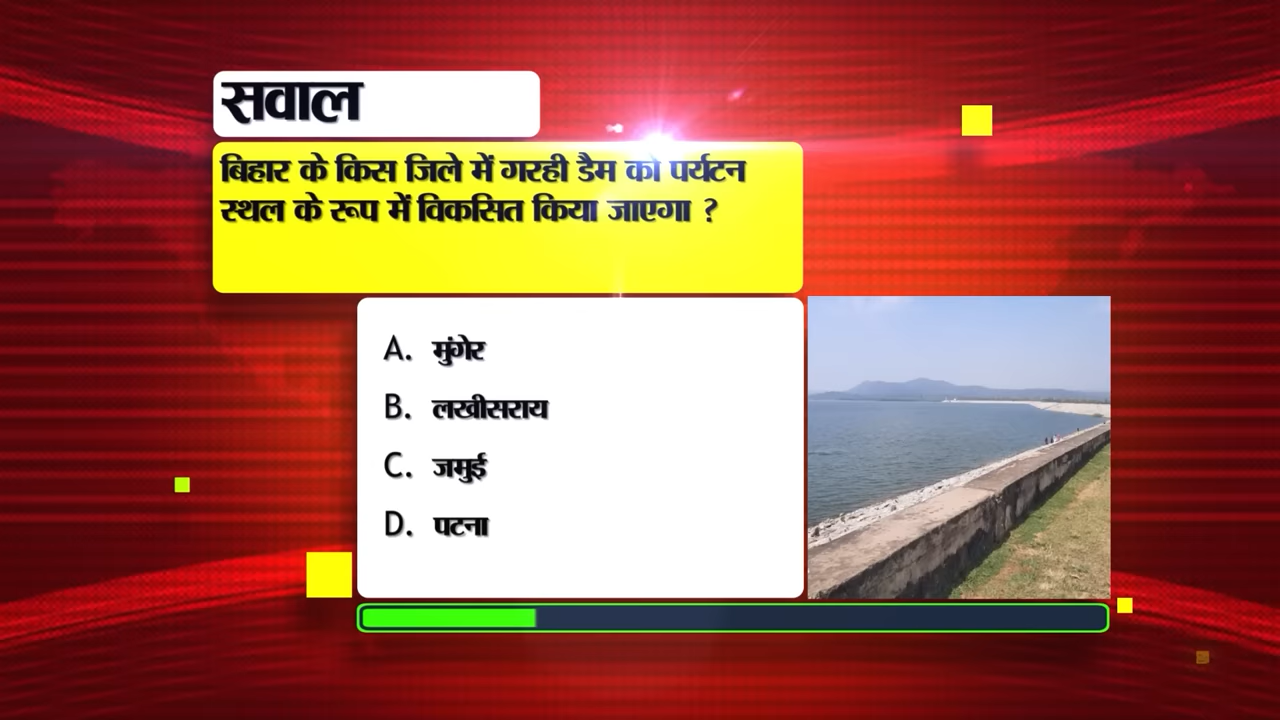 सवाल
बिहार के किस जिले में गरही डैम को पर्यटन
स्थल के रूप में विकसित किया जाएगा ?
A. मुंगेर
B. लखीसराय
C. जमुई
D. पटना